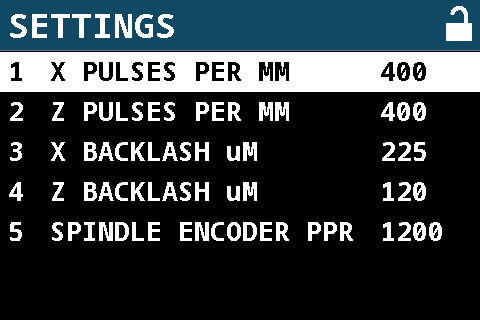 SETTINGS
1 X PULSES PER MM 400
2 Z PULSES PER MM 400
3 X BACKLASH uM 225
4 Z BACKLASH uM 120
5 SPINDLE ENCODER PPR 1200